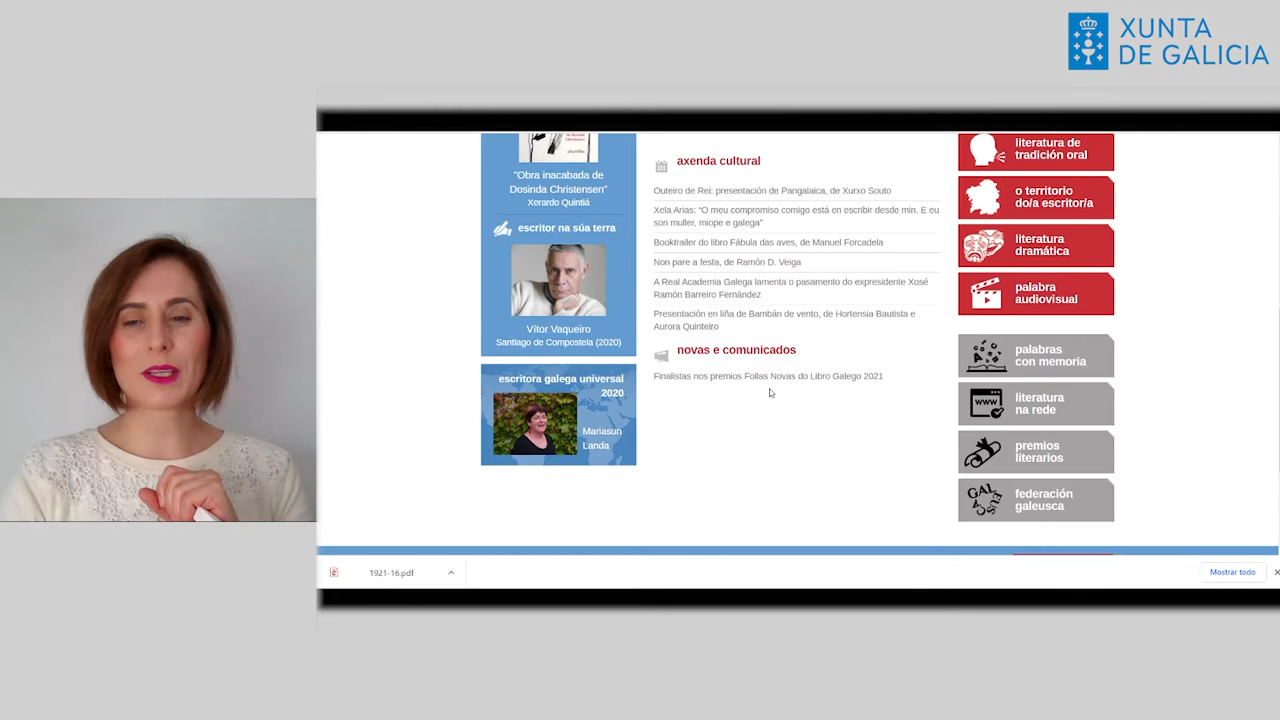 XUNTA
DE GALICIA
"Obra inacabada de
Dosinda Christensen"
Xerardo Quintiá
escritor na súa terra
Vítor Vaqueiro
Santiago de Compostela (2020)
escritora galega universal
2020
Mariasun
Landa
axenda cultural
Outeiro de Rei: presentación de Pangalaica, de Xurxo Souto
Xela Arias: “O meu compromiso comigo está en escribir desde min. E eu
son muller, miope e galega”
Booktrailer do libro Fábula das aves, de Manuel Forcadela
Non pare a festa, de Ramón D. Veiga
A Real Academia Galega lamenta o pasamento do expresidente Xosé
Ramón Barreiro Fernández
Presentación en liña de Bambán de vento, de Hortensia Bautista e
Aurora Quinteiro
novas e comunicados
Finalistas nos premios Follas Novas do Libro Galego 2021
literatura de
tradición oral
o territorio
do/a escritor/a
literatura
dramática
palabra
audiovisual
palabras
con memoria
WWW
literatura
na rede
premios
literarios
GAL
EUS
CA
federación
galeusca
1921-16.pdf
Mostrar todo